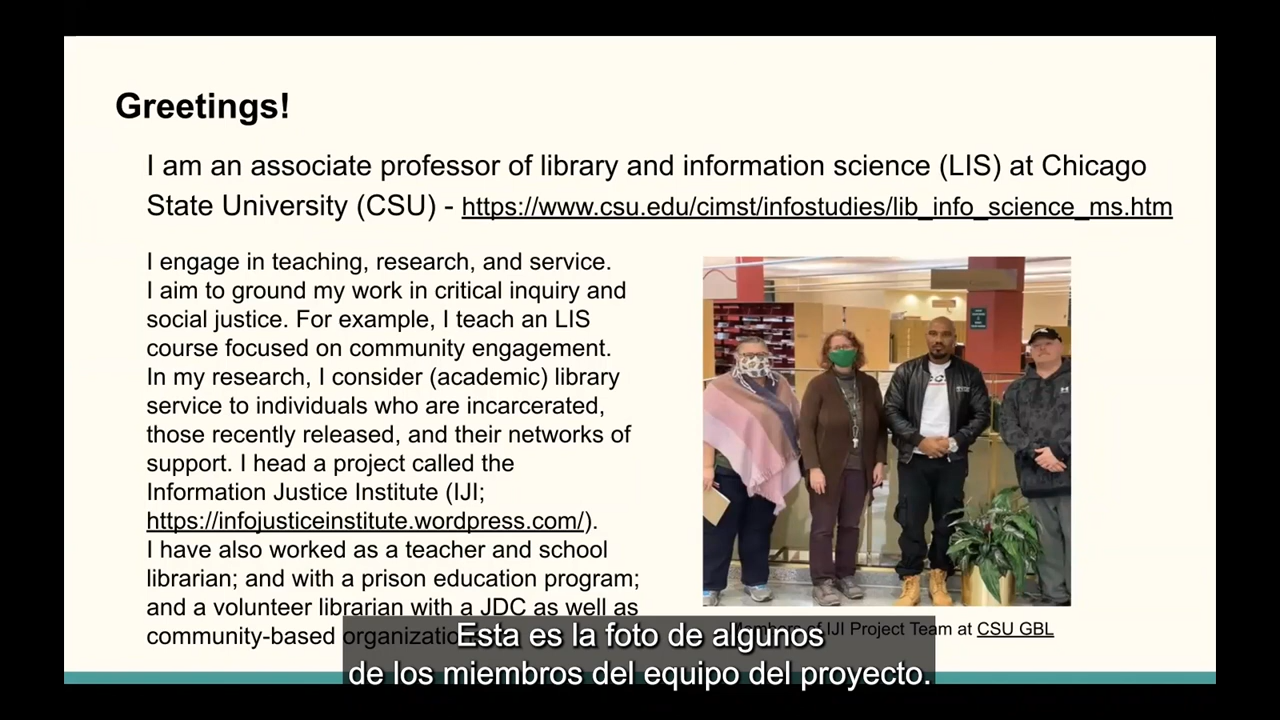 Greetings!
I am an associate professor of library and information science (LIS) at Chicago
State University (CSU) - https://www.csu.edu/cimst/infostudies/lib_info_science_ms.htm
I engage in teaching, research, and service.
I aim to ground my work in critical inquiry and
social justice. For example, I teach an LIS
course focused on community engagement.
In my research, I consider (academic) library
service to individuals who are incarcerated,
those recently released, and their networks of
support. I head a project called the
Information Justice Institute (IJI;
https://infojusticeinstitute.wordpress.com/).
I have also worked as a teacher and school
librarian; and with a prison education program;
and a volunteer librarian with a JDC as well as
community-based organizations
Members of IJI Project Team at CSU GBL
Esta es la foto de algunos
de los miembros del equipo del proyecto.